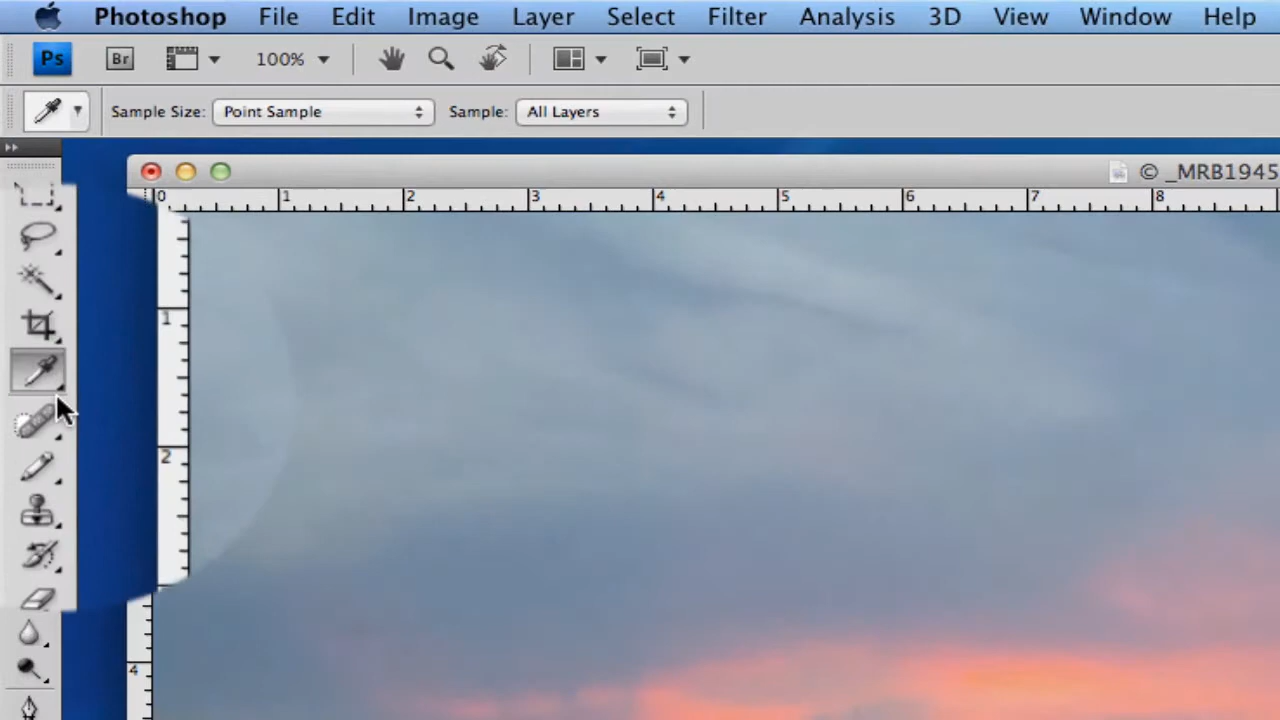 Photoshop File Edit Image Layer Select Filter Analysis 3D View Window Help
Ps Br 100%
Sample Size: Point Sample Sample: All Layers
© _MRB1945
0 1 2 3 4 5 6 7 8
1
2
4